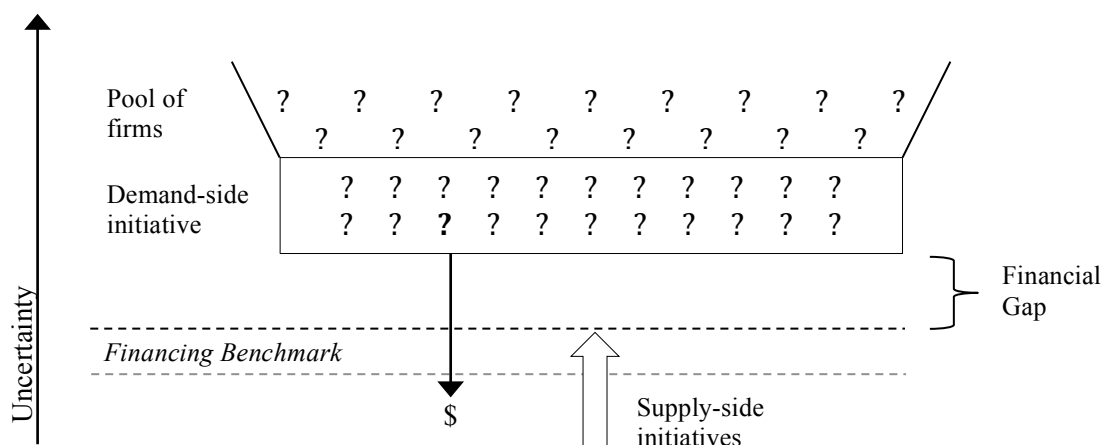 Pool of
firms
? ? ? ? ? ? ? ? ?
? ? ? ? ? ? ? ?
Demand-side
initiative
? ? ? ? ? ? ? ? ? ? ?
? ? ? ? ? ? ? ? ? ? ?
Financial
Gap
Financing Benchmark
Uncertainty
$
Supply-side
initiatives